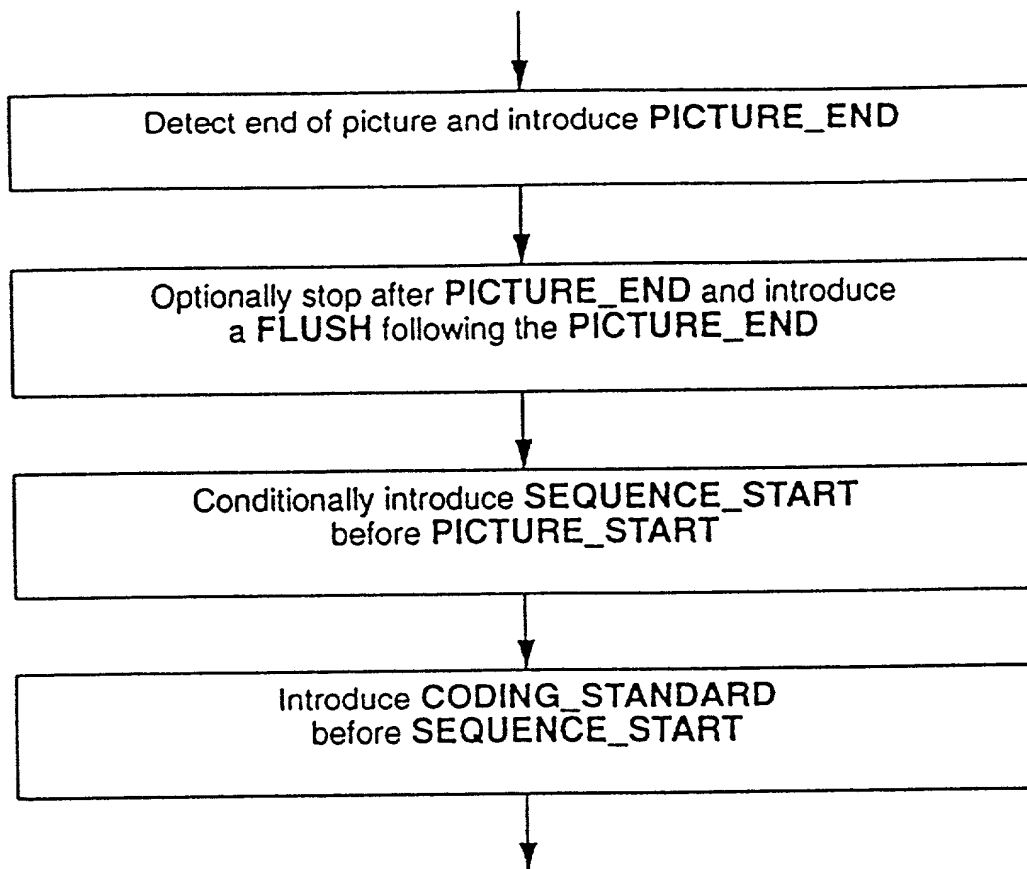 Detect end of picture and introduce PICTURE_END
Optionally stop after PICTURE_END and introduce
a FLUSH following the PICTURE_END
Conditionally introduce SEQUENCE_START
before PICTURE_START
Introduce CODING_STANDARD
before SEQUENCE_START